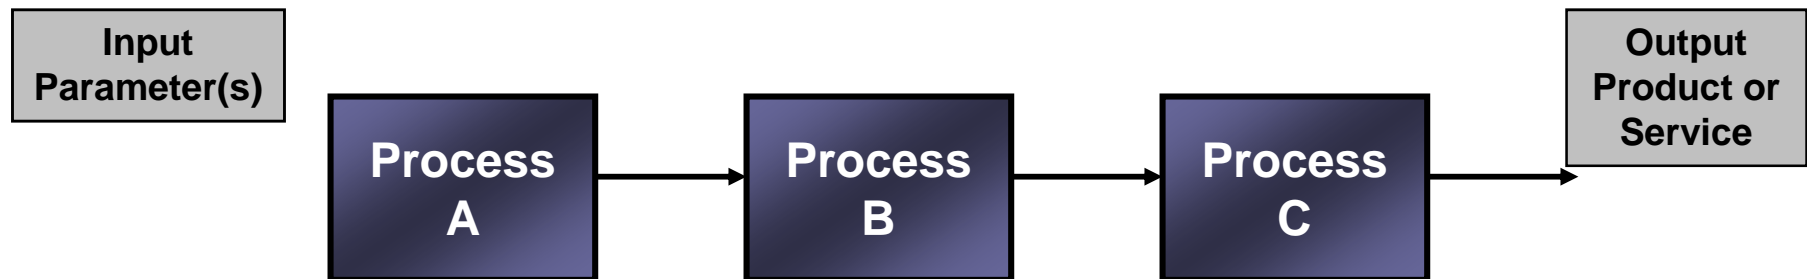 Input
Parameter(s)
Process
A
Process
B
Process
C
Output
Product or
Service